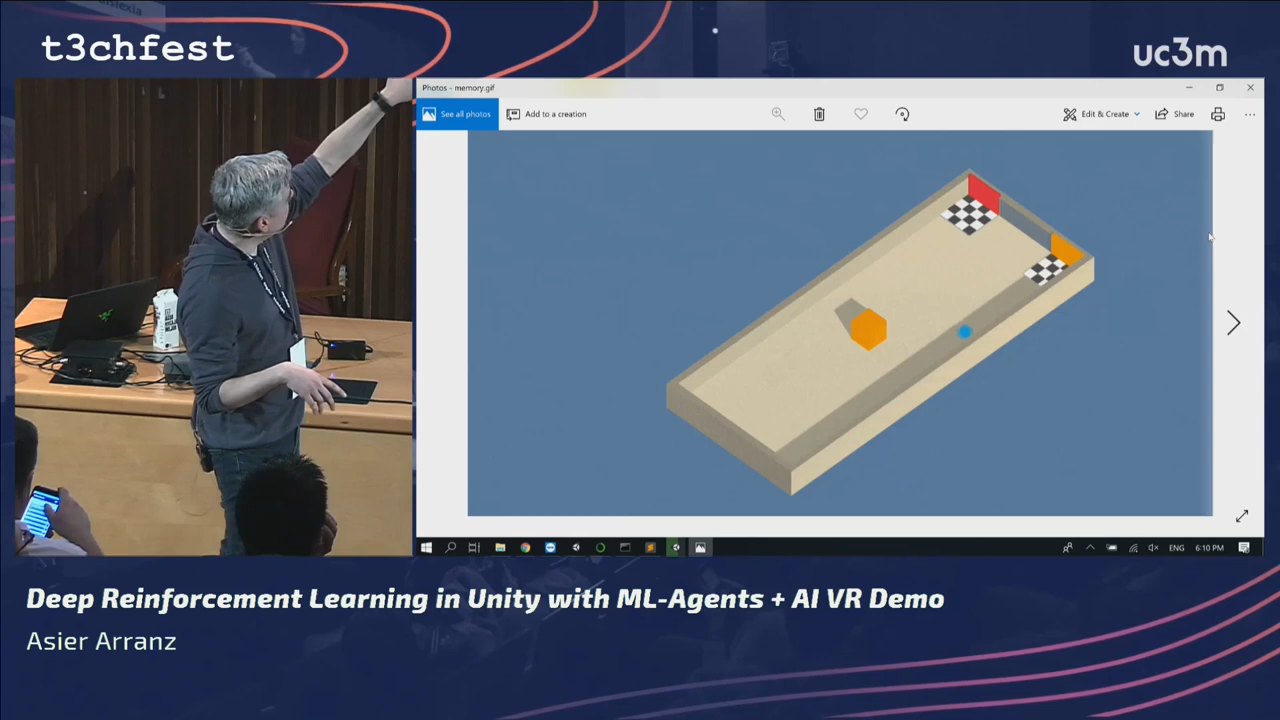 t3chfest
uc3m
Photos - memory.gif
See all photos
Add to a creation
Edit & Create
Share
ENG
6:10 PM
Deep Reinforcement Learning in Unity with ML-Agents + AI VR Demo
Asier Arranz